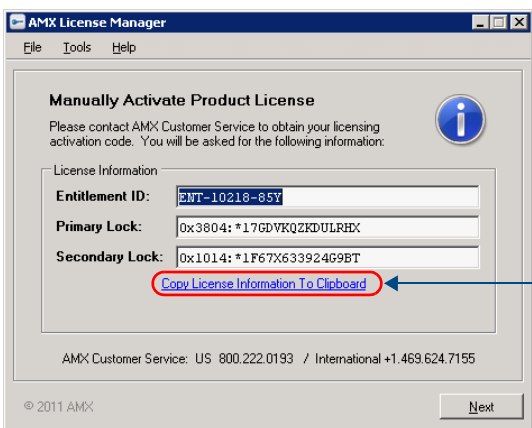 AMX License Manager
File Tools Help
Manually Activate Product License
Please contact AMX Customer Service to obtain your licensing
activation code. You will be asked for the following information:
License Information
Entitlement ID: ENT-10218-85Y
Primary Lock: 0x3804:*17GDVKQZKDULRHX
Secondary Lock: 0x1014:*1F67X633924G9BT
Copy License Information To Clipboard
AMX Customer Service: US 800.222.0193 / International +1.469.624.7155
© 2011 AMX Next